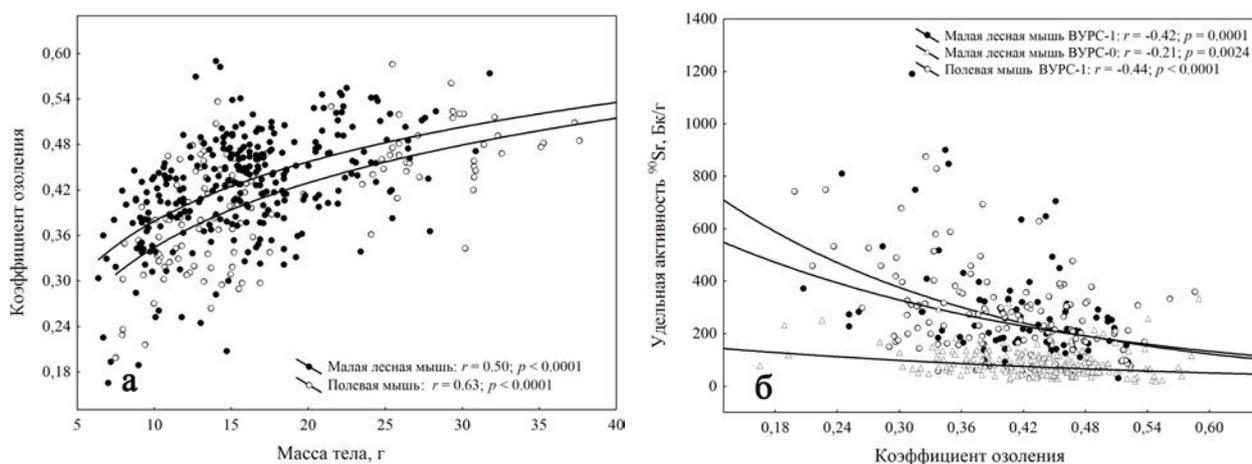 0,60
0,54
0,48
0,42
0,36
0,30
0,24
0,18
Коэффициент озоления
5 10 15 20 25 30 35 40
Масса тела, г
а
Малая лесная мышь: r = 0.50; p < 0.0001
Полевая мышь: r = 0.63; p < 0.0001
1400
1200
1000
800
600
400
200
0
Удельная активность ⁹⁰Sr, Бк/г
0,18 0,24 0,30 0,36 0,42 0,48 0,54 0,60
Коэффициент озоления
б
Малая лесная мышь ВУРС-1: r = -0.42; p = 0.0001
Малая лесная мышь ВУРС-0: r = -0.21; p = 0.0024
Полевая мышь ВУРС-1: r = -0.44; p < 0.0001